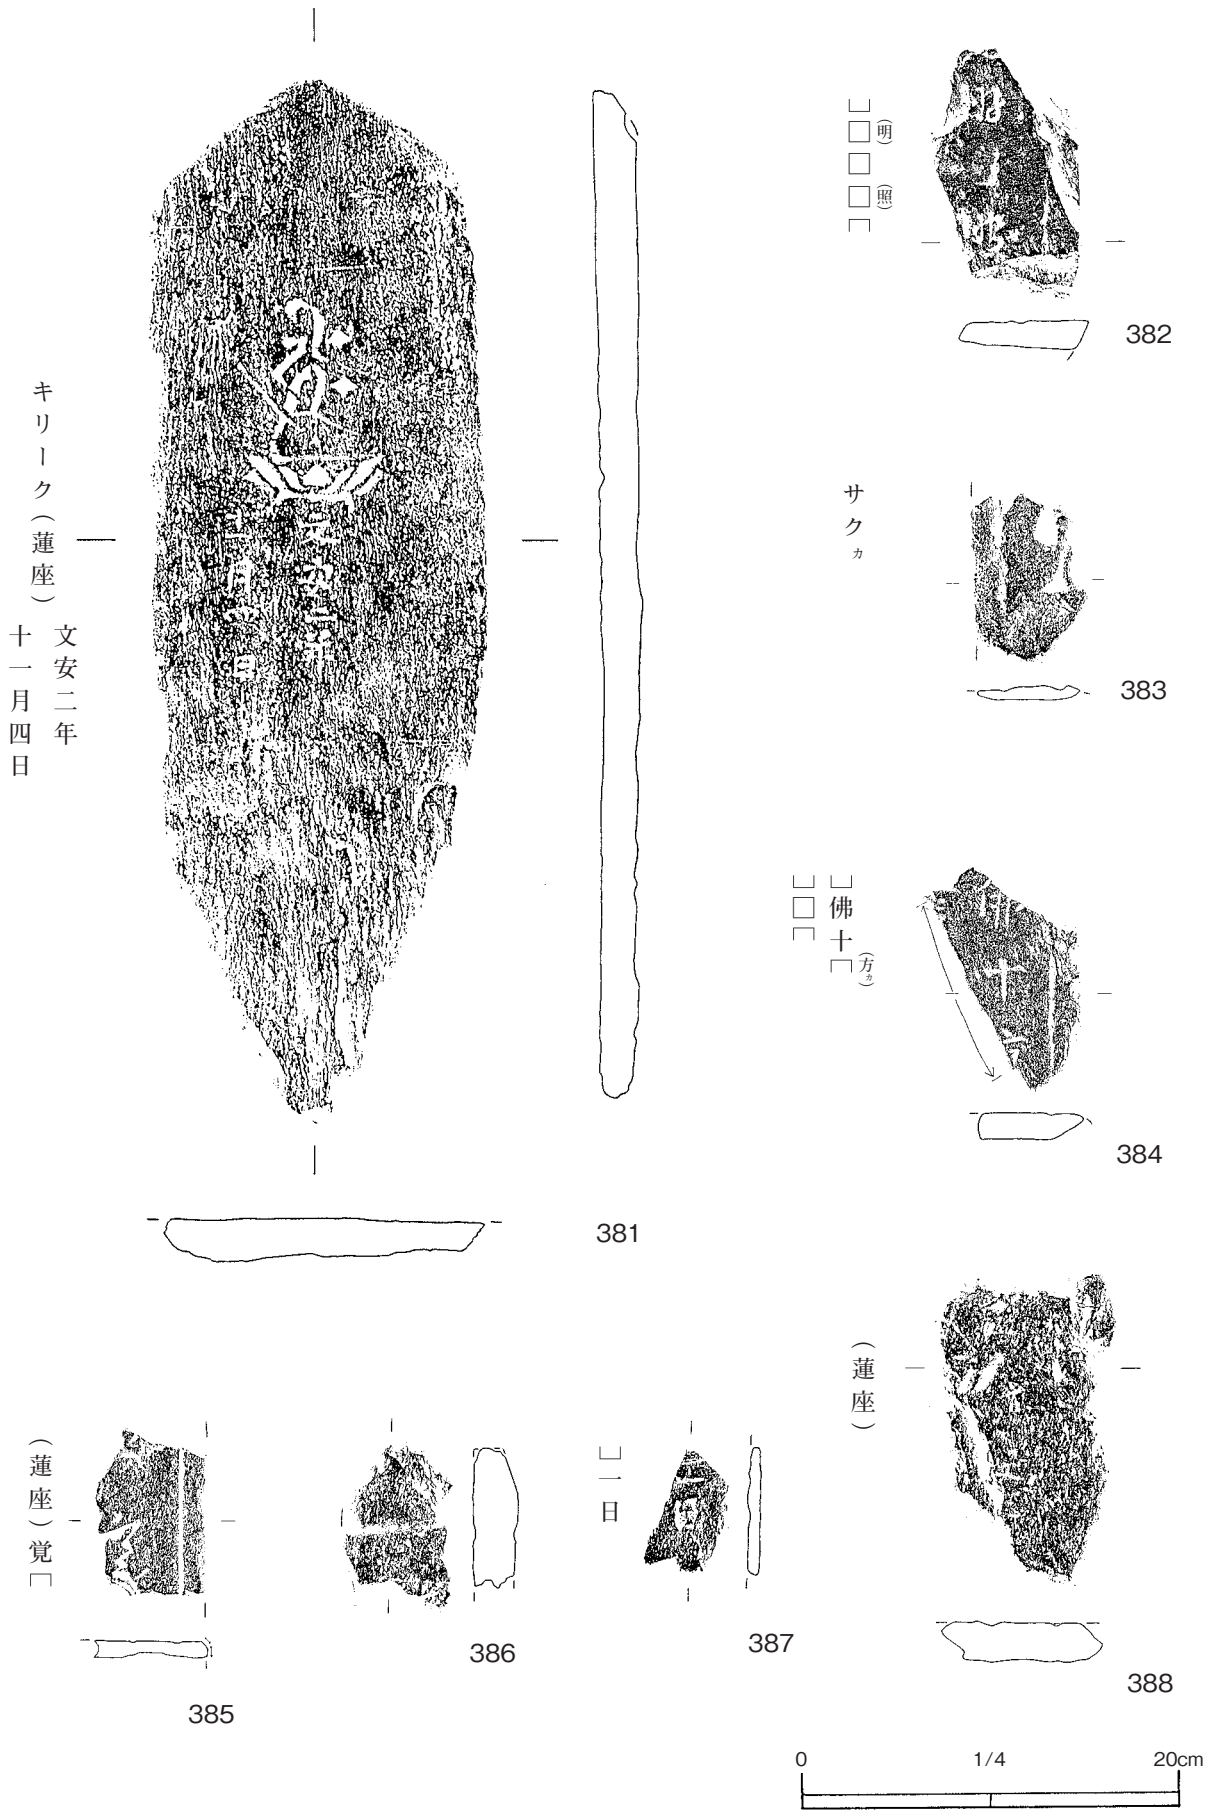 キリーク（蓮座）
文安二年
十一月四日
381
□（明）
□
□（照）
382
サクカ
383
佛十（方カ）
□
384
（蓮座）覚
385
386
一日
387
（蓮座）
388
0 1/4 20cm